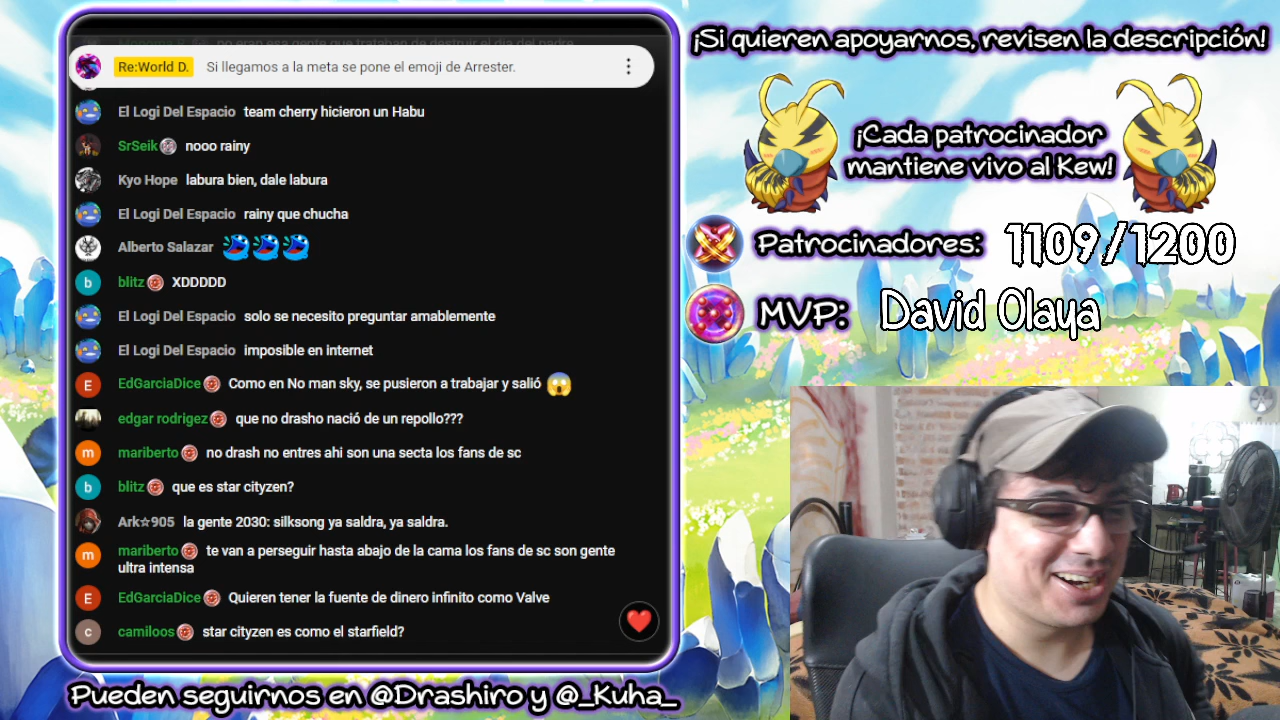 ¡Si quieren apoyarnos, revisen la descripción!
Re:World D. Si llegamos a la meta se pone el emoji de Arrester.
El Logi Del Espacio team cherry hicieron un Habu
SrSeik nooo rainy
Kyo Hope labura bien, dale labura
El Logi Del Espacio rainy que chucha
Alberto Salazar
b blitz XDDDDD
El Logi Del Espacio solo se necesito preguntar amablemente
El Logi Del Espacio imposible en internet
E EdGarciaDice Como en No man sky, se pusieron a trabajar y salió
edgar rodrigez que no drasho nació de un repollo???
m mariberto no drash no entres ahi son una secta los fans de sc
b blitz que es star cityzen?
Ark☆905 la gente 2030: silksong ya saldra, ya saldra.
m mariberto te van a perseguir hasta abajo de la cama los fans de sc son gente
ultra intensa
E EdGarciaDice Quieren tener la fuente de dinero infinito como Valve
c camiloos star cityzen es como el starfield?
¡Cada patrocinador
mantiene vivo al Kew!
Patrocinadores: 1109/1200
MVP: David Olaya
Pueden seguirnos en @Drashiro y @_Kuha_